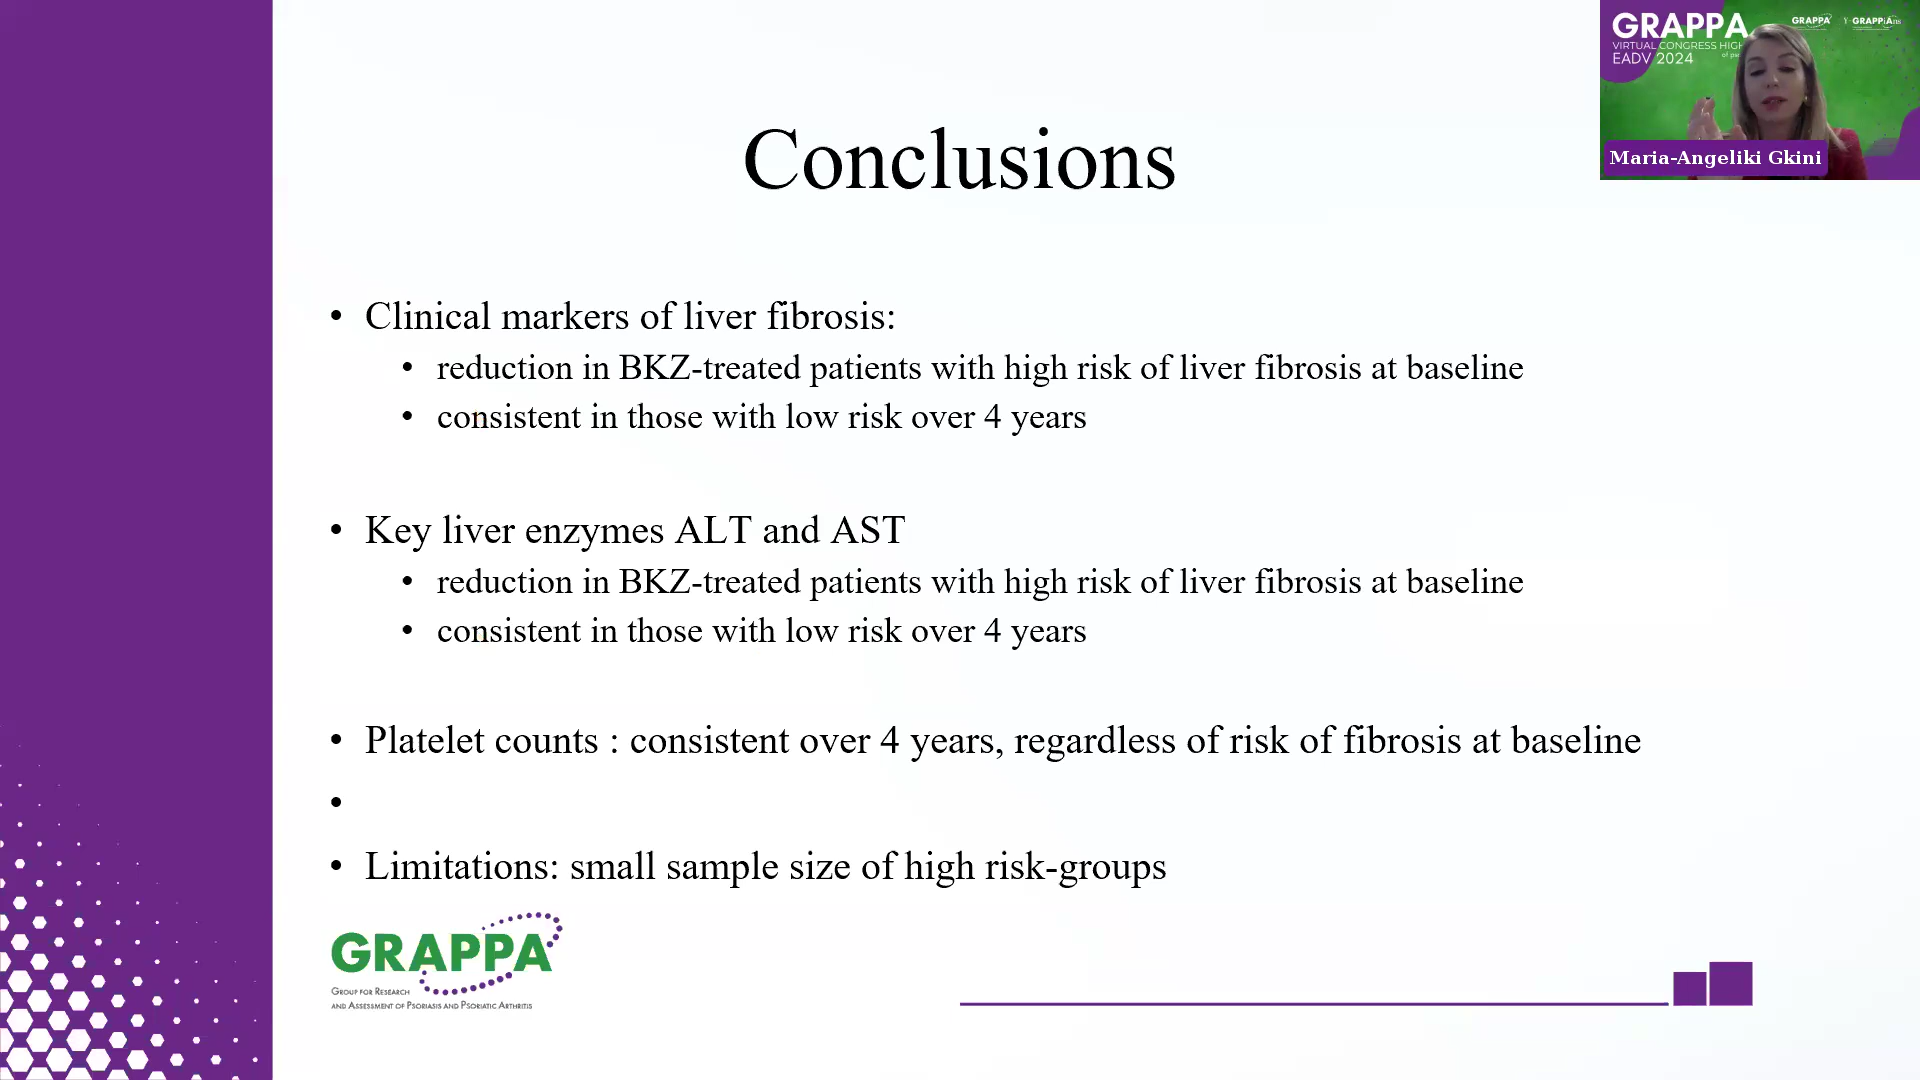 Conclusions
• Clinical markers of liver fibrosis:
• reduction in BKZ-treated patients with high risk of liver fibrosis at baseline
• consistent in those with low risk over 4 years
• Key liver enzymes ALT and AST
• reduction in BKZ-treated patients with high risk of liver fibrosis at baseline
• consistent in those with low risk over 4 years
• Platelet counts : consistent over 4 years, regardless of risk of fibrosis at baseline
•
• Limitations: small sample size of high risk-groups
GRAPPA
GROUP FOR RESEARCH
AND ASSESSMENT OF PSORIASIS AND PSORIATIC ARTHRITIS
GRAPPA
VIRTUAL CONGRESS HIGH
EADV 2024
GRAPPA
Y-GRAPPAians
Maria-Angeliki Gkini